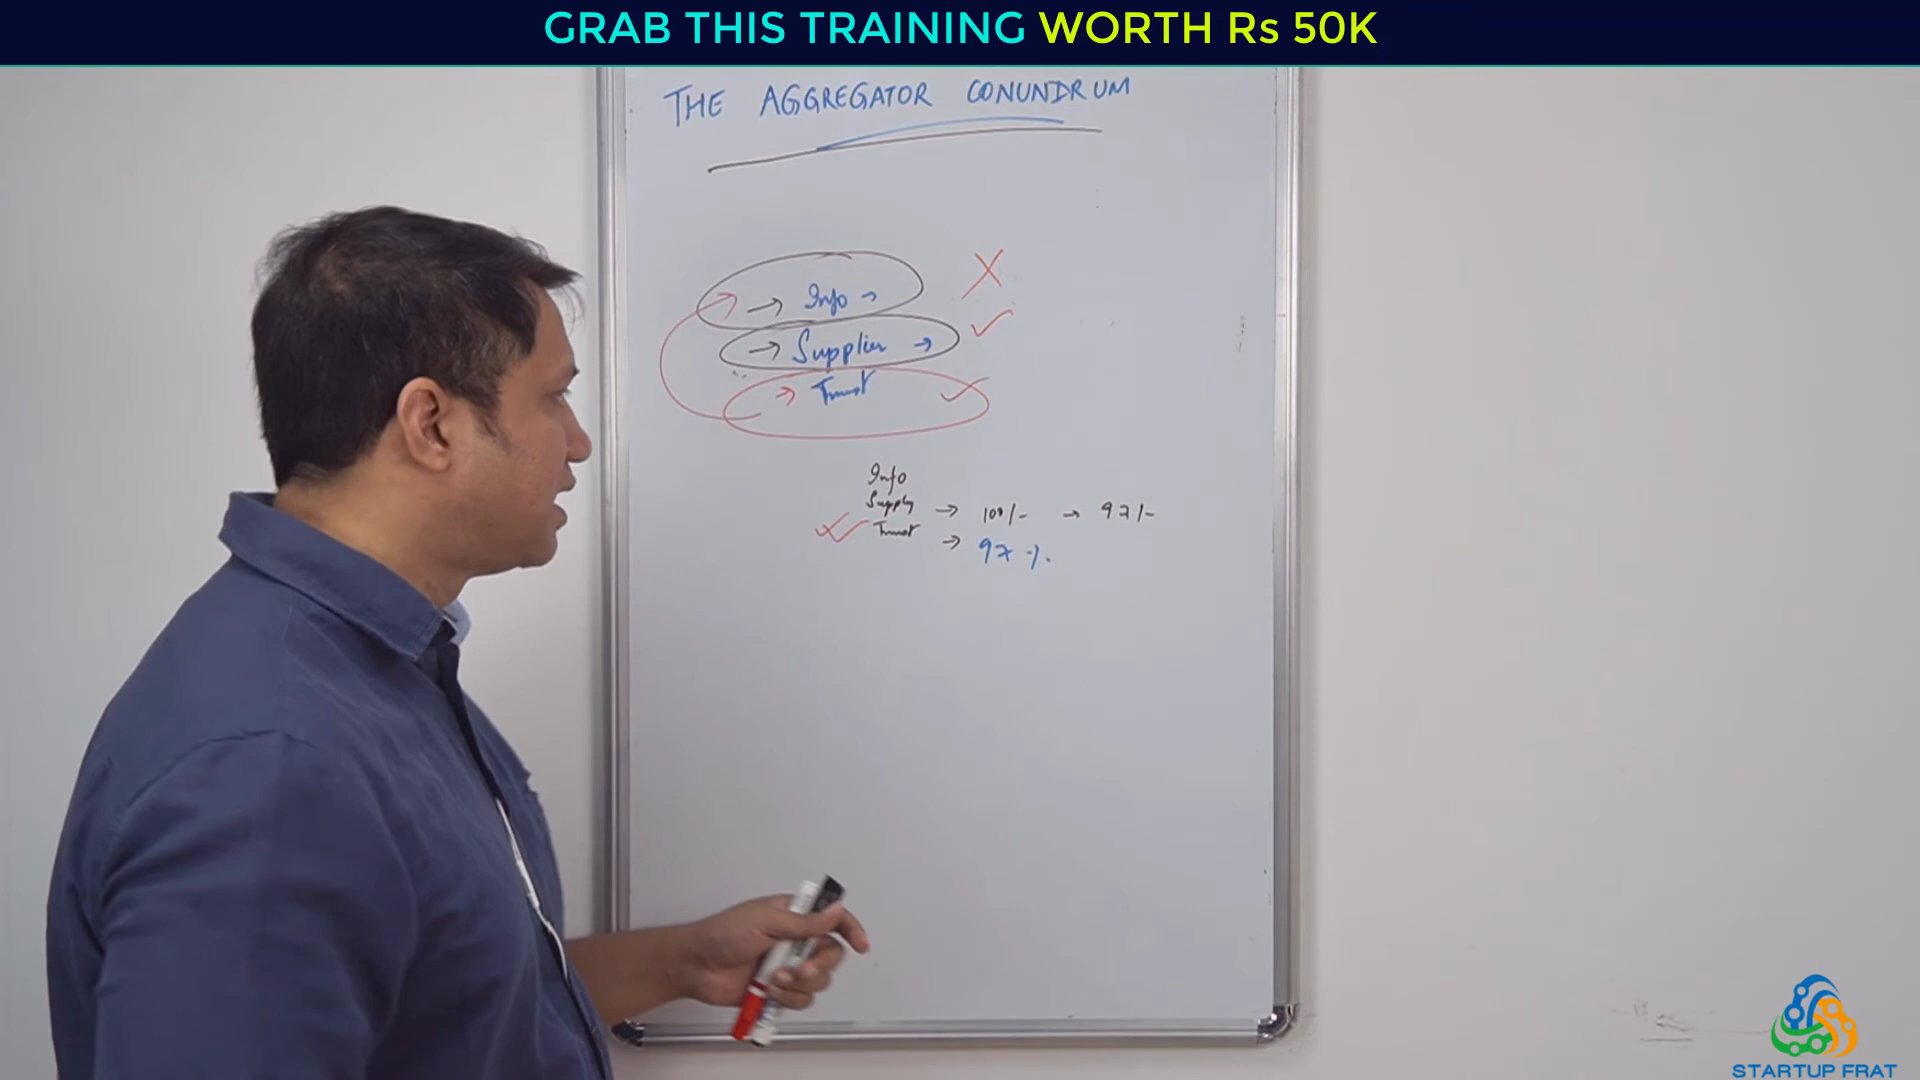 GRAB THIS TRAINING WORTH Rs 50K
THE AGGREGATOR CONUNDRUM
→ Info → X
→ Supplier → ✓
→ Trust ✓
Info
Supply → 100/- → 97/-
Trust → 97%.
STARTUP FRAT